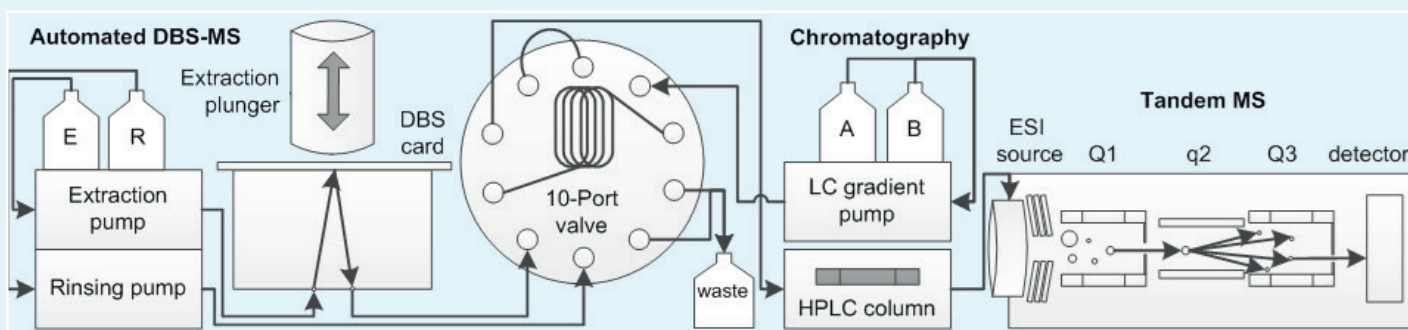 Automated DBS-MS
E
R
Extraction
pump
Rinsing pump
Extraction
plunger
DBS
card
10-Port
valve
waste
Chromatography
A
B
LC gradient
pump
HPLC column
Tandem MS
ESI
source
Q1
q2
Q3
detector